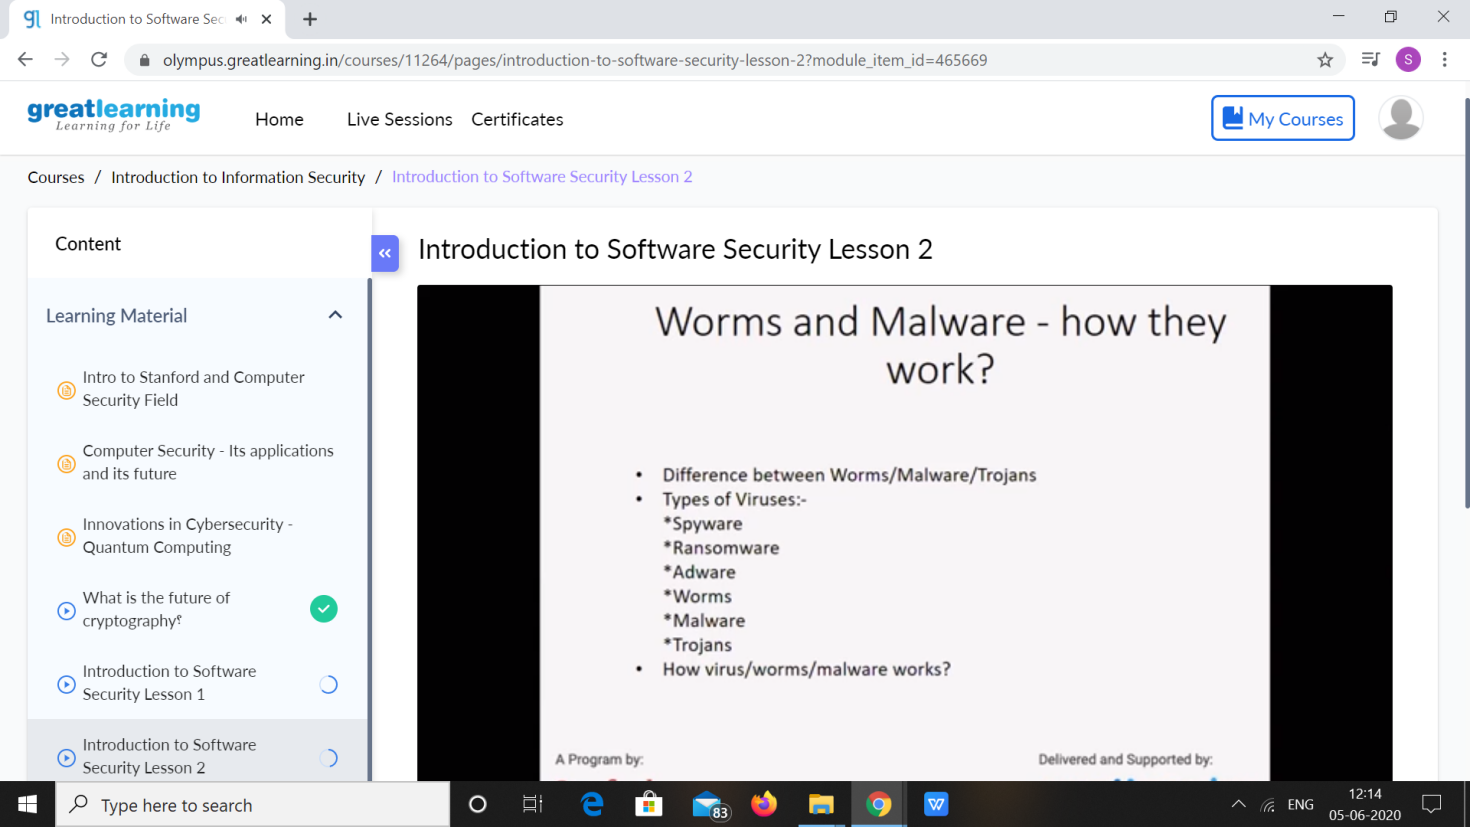 gl Introduction to Software Sec
olympus.greatlearning.in/courses/11264/pages/introduction-to-software-security-lesson-2?module_item_id=465669
S
greatlearning
Learning for Life
Home
Live Sessions
Certificates
My Courses
Courses / Introduction to Information Security / Introduction to Software Security Lesson 2
Content
Learning Material
Intro to Stanford and Computer
Security Field
Computer Security - Its applications
and its future
Innovations in Cybersecurity -
Quantum Computing
What is the future of
cryptography?
Introduction to Software
Security Lesson 1
Introduction to Software
Security Lesson 2
Introduction to Software Security Lesson 2
Worms and Malware - how they
work?
• Difference between Worms/Malware/Trojans
• Types of Viruses:-
*Spyware
*Ransomware
*Adware
*Worms
*Malware
*Trojans
• How virus/worms/malware works?
A Program by:
Delivered and Supported by:
Type here to search
83
W
ENG
12:14
05-06-2020